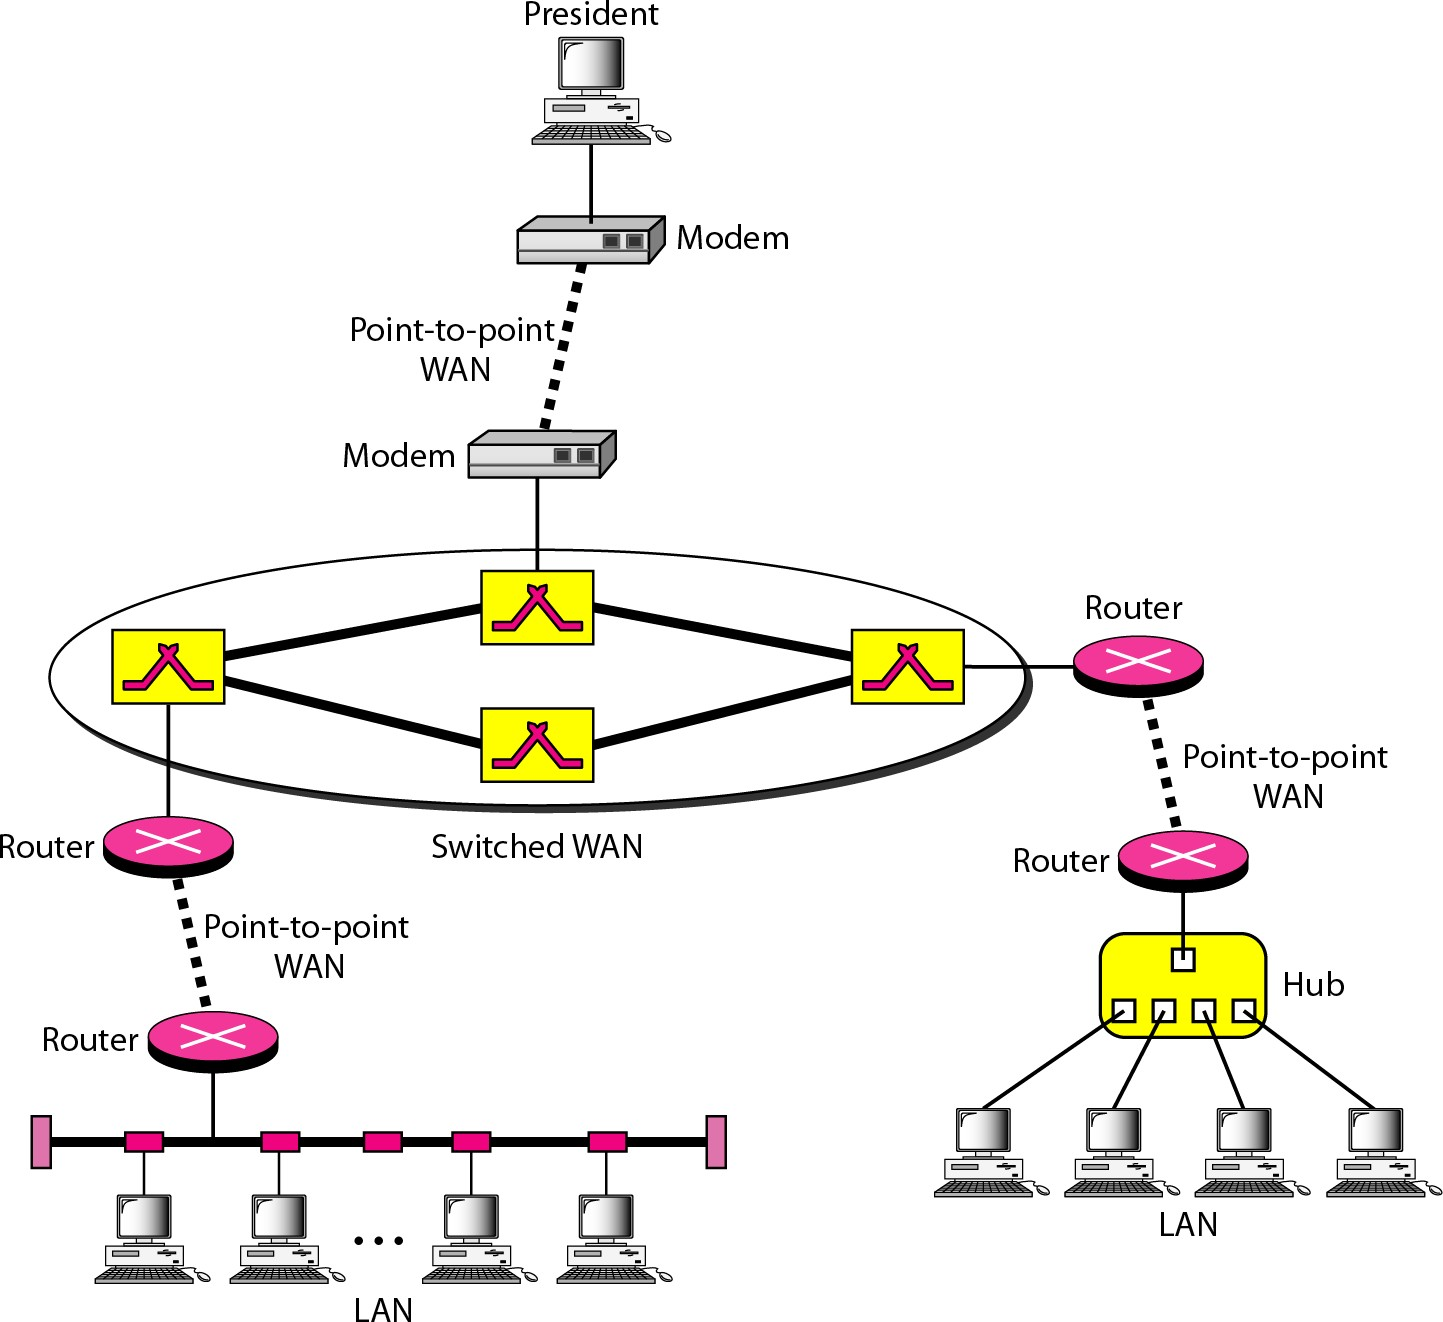 President
Modem
Point-to-point
WAN
Modem
Router
Point-to-point
WAN
Router
Switched WAN
Router
Point-to-point
WAN
Hub
Router
LAN
LAN